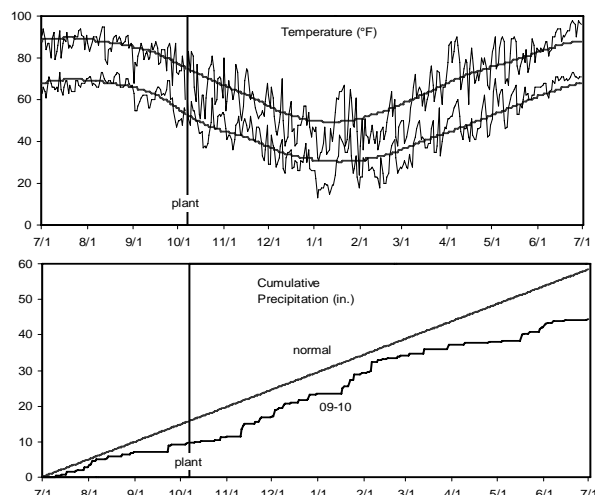 100
Temperature (°F)
80
60
40
20
plant
0
7/1 8/1 9/1 10/1 11/1 12/1 1/1 2/1 3/1 4/1 5/1 6/1 7/1
60
Cumulative
Precipitation (in.)
50
40
normal
30
20
09-10
10
plant
0
7/1 8/1 9/1 10/1 11/1 12/1 1/1 2/1 3/1 4/1 5/1 6/1 7/1